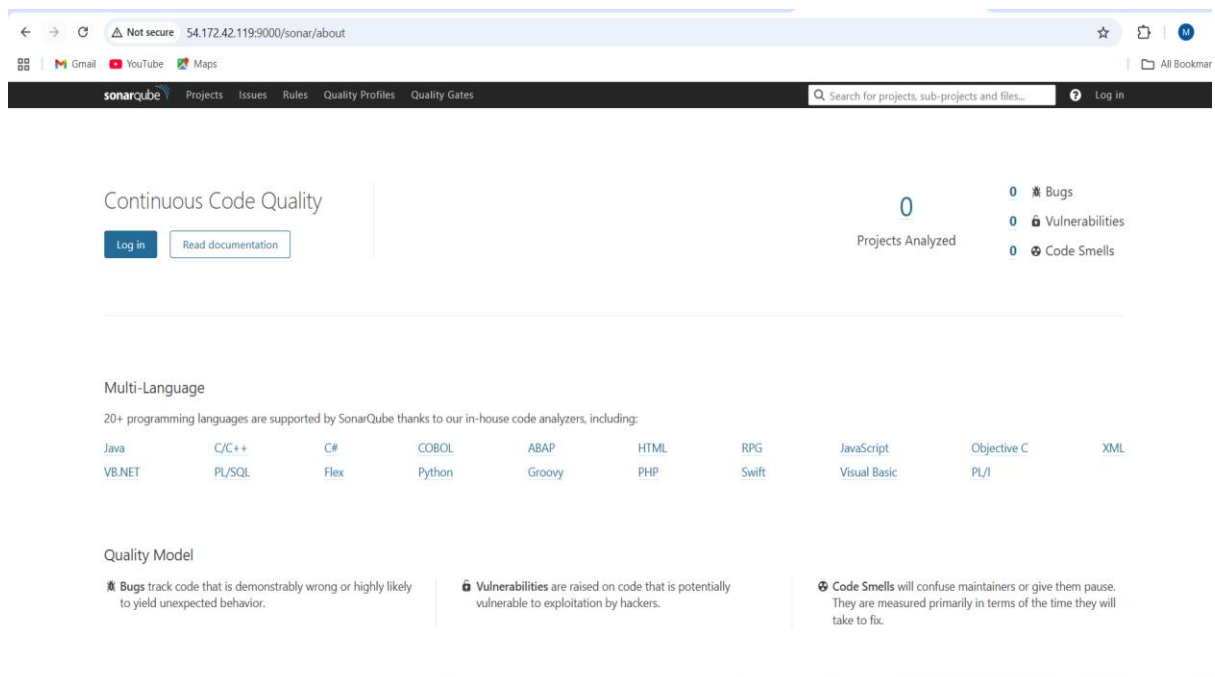 Not secure 54.172.42.119:9000/sonar/about M
Gmail YouTube Maps All Bookmar
sonarqube Projects Issues Rules Quality Profiles Quality Gates Search for projects, sub-projects and files... ? Log in
Continuous Code Quality
Log in Read documentation
0
Projects Analyzed
0 Bugs
0 Vulnerabilities
0 Code Smells
Multi-Language
20+ programming languages are supported by SonarQube thanks to our in-house code analyzers, including:
Java C/C++ C# COBOL ABAP HTML RPG JavaScript Objective C XML
VB.NET PL/SQL Flex Python Groovy PHP Swift Visual Basic PL/I
Quality Model
Bugs track code that is demonstrably wrong or highly likely
to yield unexpected behavior.
Vulnerabilities are raised on code that is potentially
vulnerable to exploitation by hackers.
Code Smells will confuse maintainers or give them pause.
They are measured primarily in terms of the time they will
take to fix.